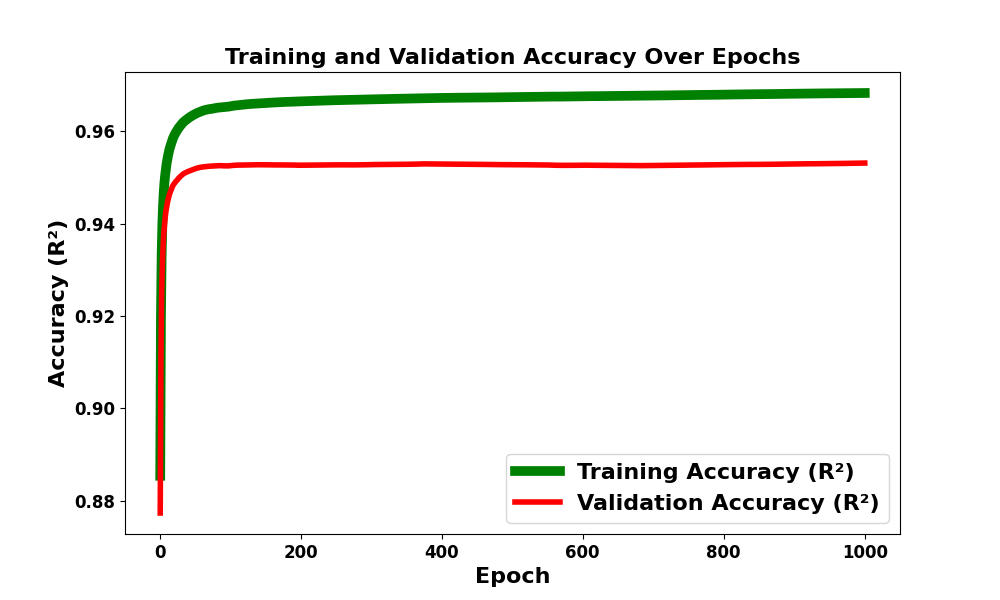 Training and Validation Accuracy Over Epochs
Accuracy (R²)
0.96
0.94
0.92
0.90
0.88
Training Accuracy (R²)
Validation Accuracy (R²)
0 200 400 600 800 1000
Epoch